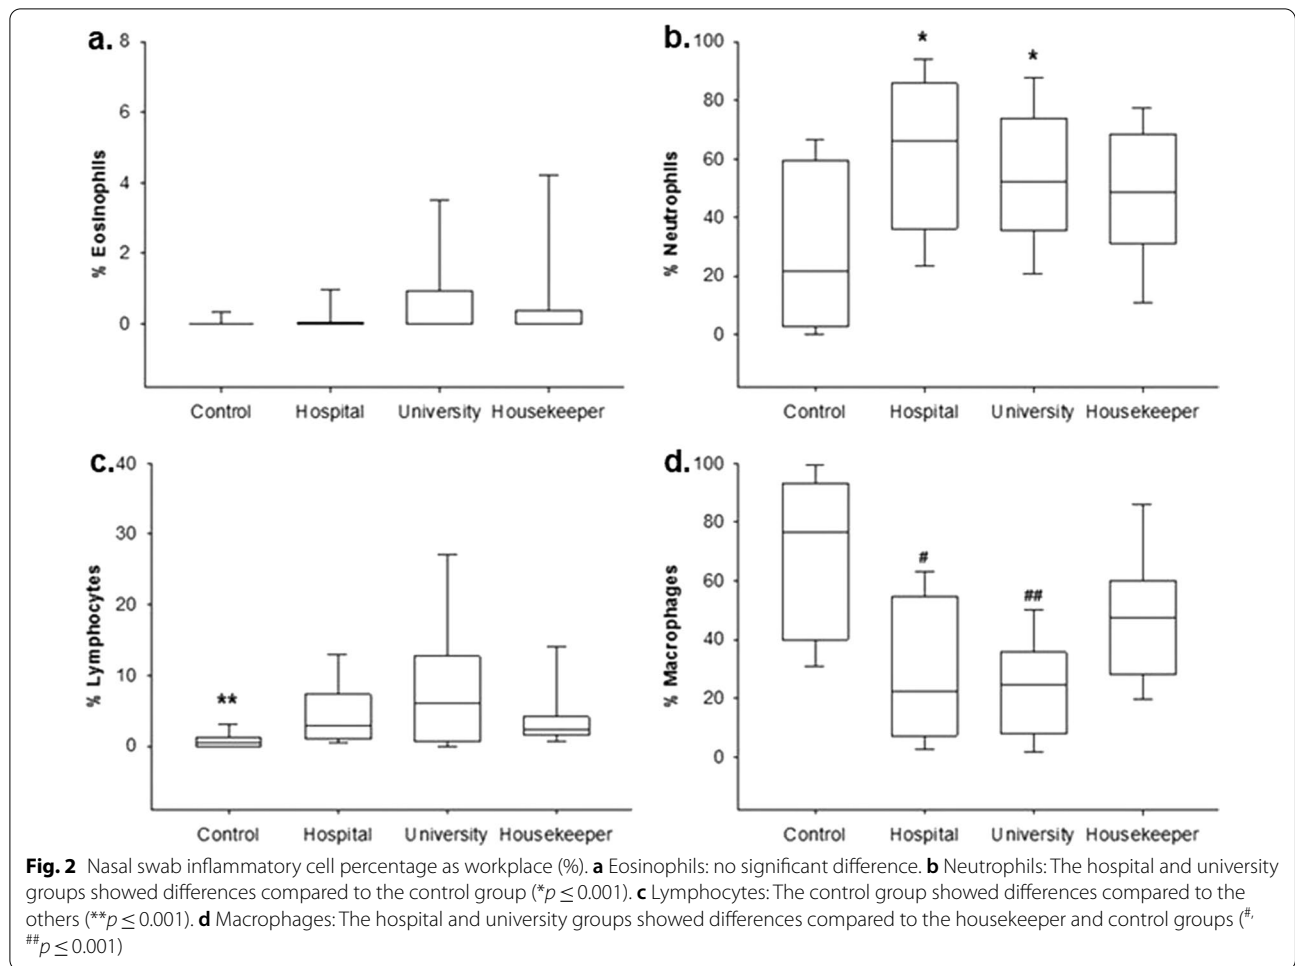 a.
8
6
4
2
0
% Eosinophils
Control Hospital University Housekeeper
b.
100
80
60
40
20
0
% Neutrophils
* *
Control Hospital University Housekeeper
c.
40
30
20
10
0
% Lymphocytes
**
Control Hospital University Housekeeper
d.
100
80
60
40
20
0
% Macrophages
# ##
Control Hospital University Housekeeper
Fig. 2 Nasal swab inflammatory cell percentage as workplace (%). a Eosinophils: no significant difference. b Neutrophils: The hospital and university
groups showed differences compared to the control group (*p ≤ 0.001). c Lymphocytes: The control group showed differences compared to the
others (**p ≤ 0.001). d Macrophages: The hospital and university groups showed differences compared to the housekeeper and control groups (#,
##p ≤ 0.001)